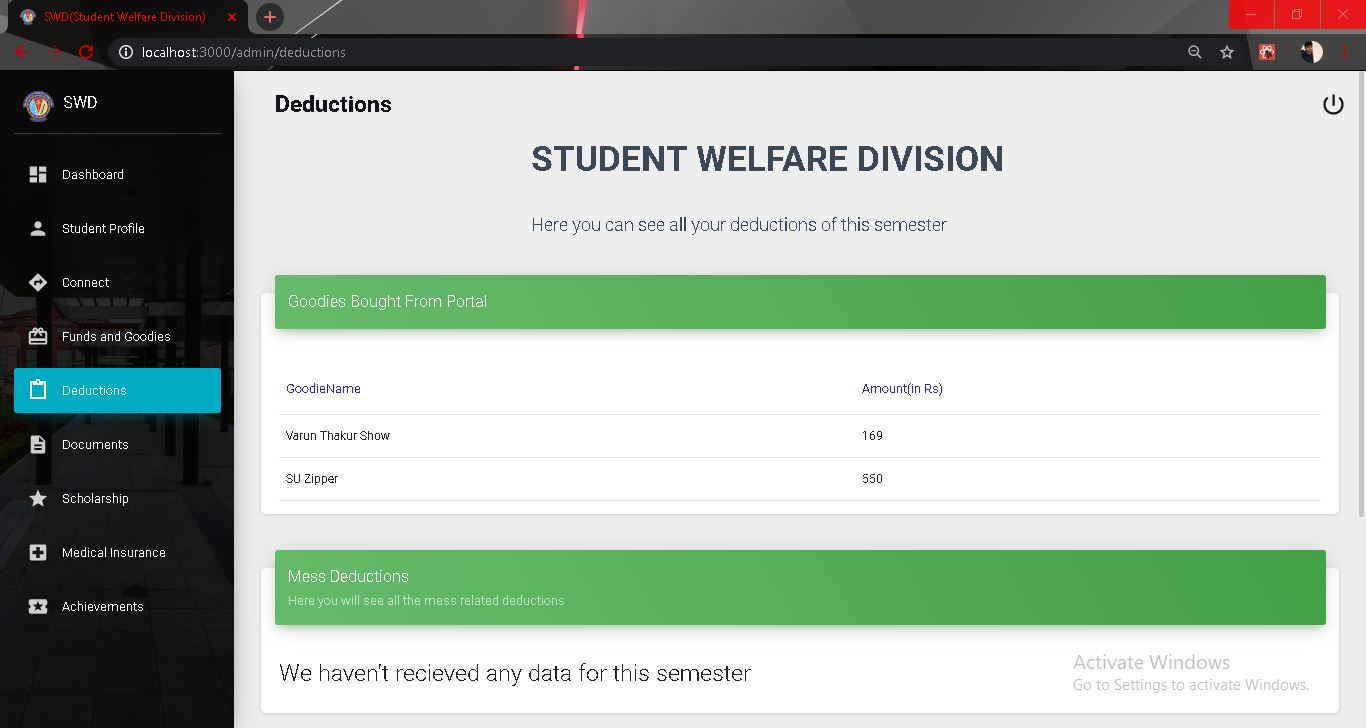 SWD(Student Welfare Division)
localhost:3000/admin/deductions
SWD
Dashboard
Student Profile
Connect
Funds and Goodies
Deductions
Documents
Scholarship
Medical Insurance
Achievements
Deductions
STUDENT WELFARE DIVISION
Here you can see all your deductions of this semester
Goodies Bought From Portal
GoodieName Amount(in Rs)
Varun Thakur Show 169
SU Zipper 550
Mess Deductions
Here you will see all the mess related deductions
We haven't recieved any data for this semester
Activate Windows
Go to Settings to activate Windows.